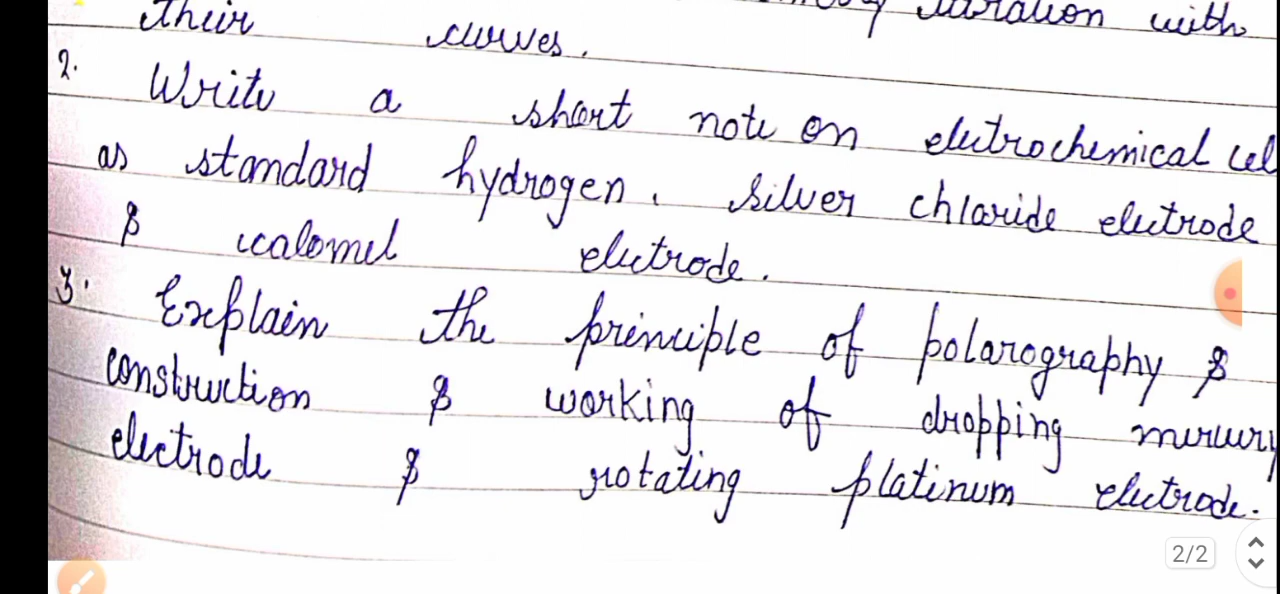 their curves.
2. Write a short note on electrochemical cel
as standard hydrogen, silver chloride electrode
& calomel electrode.
3. Explain the principle of polarography &
construction & working of dropping mercury
electrode & rotating platinum electrode.
2/2